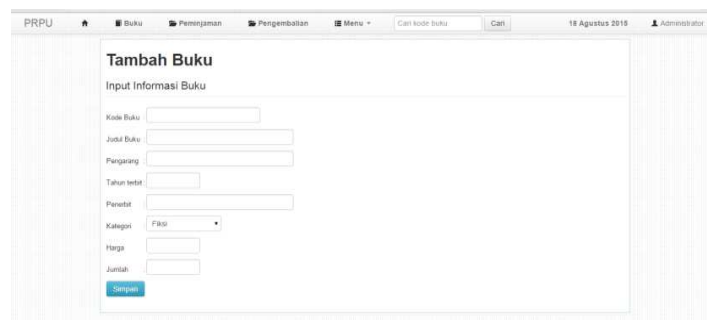 PRPU Buku Peminjaman Pengembalian Menu Cari kode buku Cari 18 Agustus 2015 Administrator
Tambah Buku
Input Informasi Buku
Kode Buku
Judul Buku
Pengarang
Tahun terbit
Penerbit
Kategori Fiksi
Harga
Jumlah
Simpan